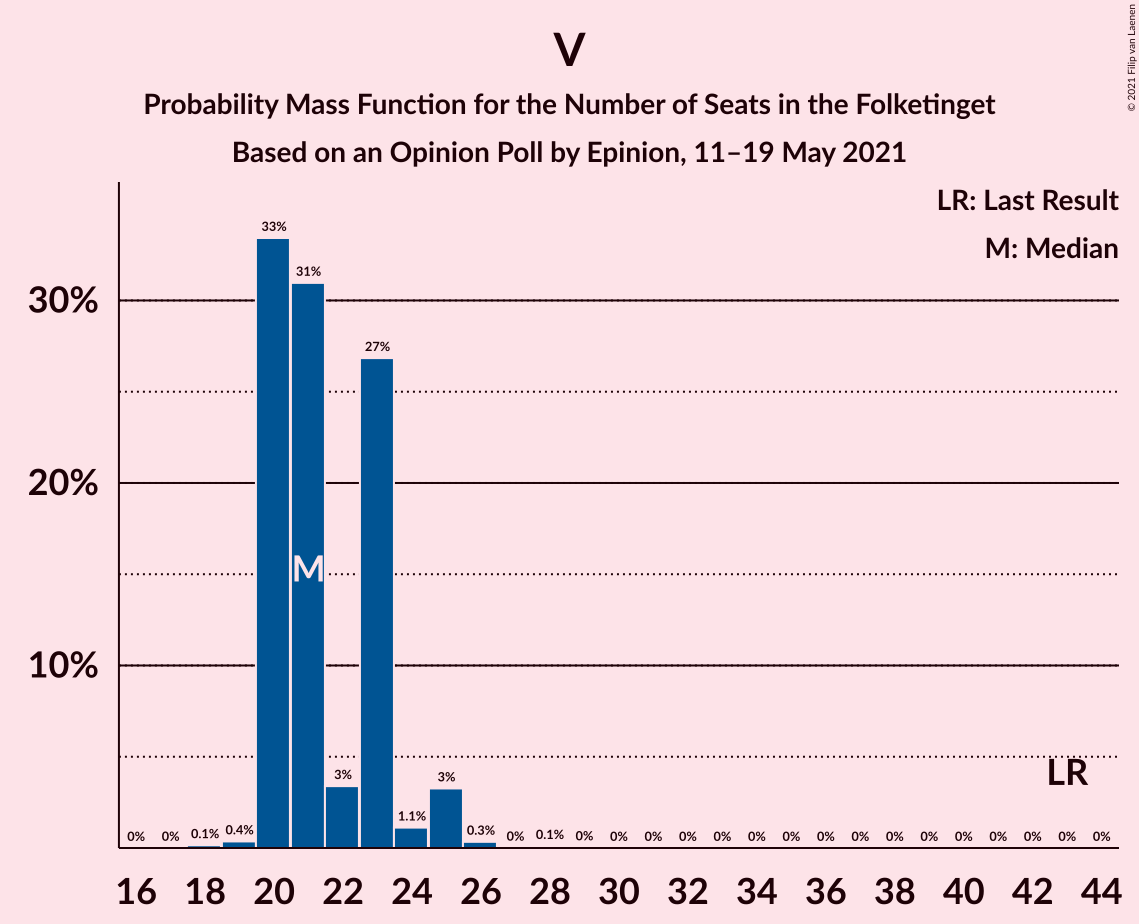 V
Probability Mass Function for the Number of Seats in the Folketinget
Based on an Opinion Poll by Epinion, 11–19 May 2021
© 2021 Filip van Laenen
LR: Last Result
M: Median
30%
20%
10%
0% 0% 0.1% 0.4% 33% 31% 3% 27% 1.1% 3% 0.3% 0% 0.1% 0% 0% 0% 0% 0% 0% 0% 0% 0% 0% 0% 0% 0% 0% 0% 0%
M
LR
16 18 20 22 24 26 28 30 32 34 36 38 40 42 44